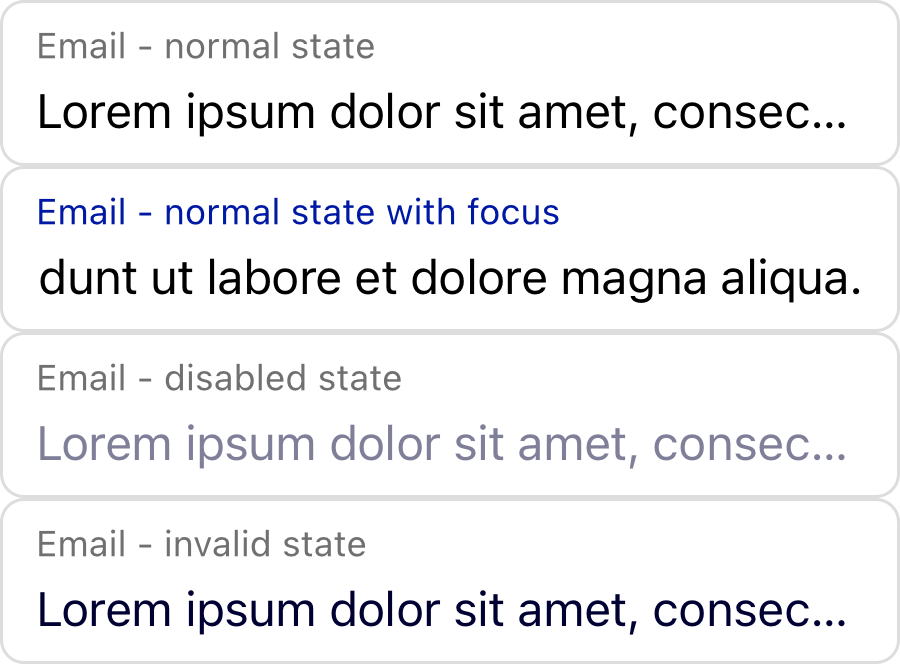 Email - normal state
Lorem ipsum dolor sit amet, consec...
Email - normal state with focus
dunt ut labore et dolore magna aliqua.
Email - disabled state
Lorem ipsum dolor sit amet, consec...
Email - invalid state
Lorem ipsum dolor sit amet, consec...